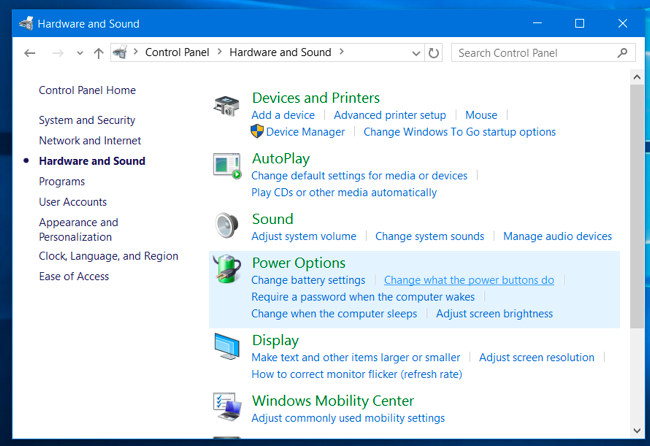 Hardware and Sound
Control Panel > Hardware and Sound >
Search Control Panel
Control Panel Home
System and Security
Network and Internet
Hardware and Sound
Programs
User Accounts
Appearance and
Personalization
Clock, Language, and Region
Ease of Access
Devices and Printers
Add a device | Advanced printer setup | Mouse
Device Manager | Change Windows To Go startup options
AutoPlay
Change default settings for media or devices |
Play CDs or other media automatically
Sound
Adjust system volume | Change system sounds | Manage audio devices
Power Options
Change battery settings | Change what the power buttons do |
Require a password when the computer wakes |
Change when the computer sleeps | Adjust screen brightness
Display
Make text and other items larger or smaller | Adjust screen resolution |
How to correct monitor flicker (refresh rate)
Windows Mobility Center
Adjust commonly used mobility settings